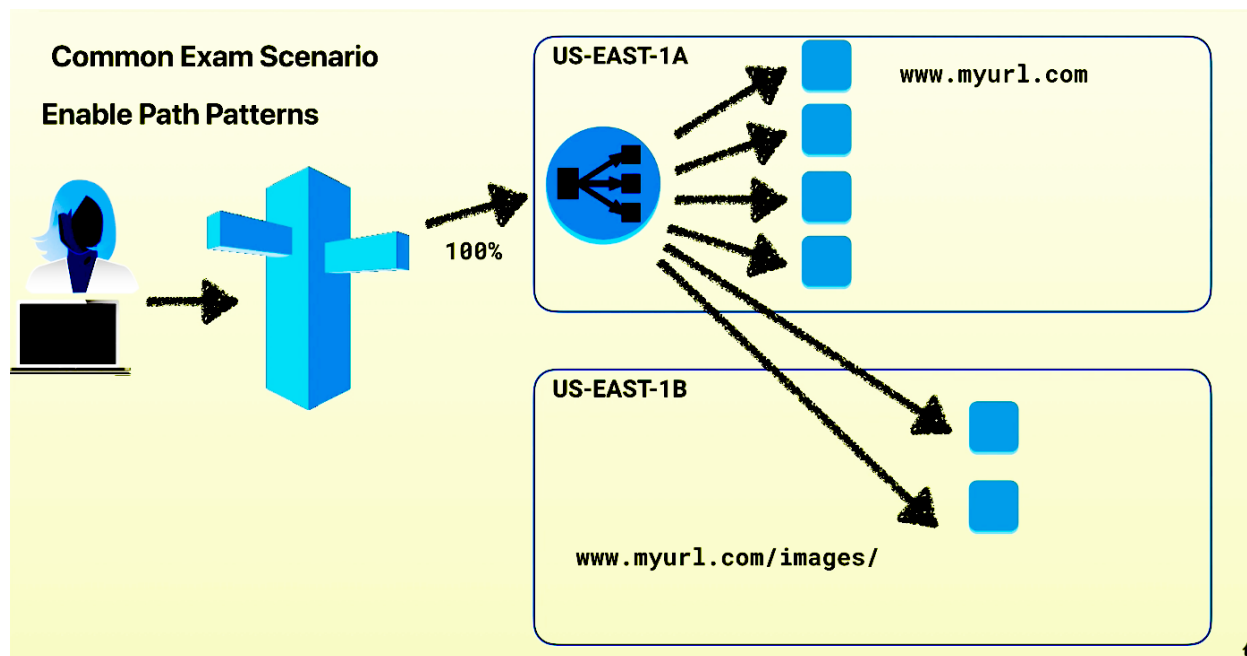 Common Exam Scenario
Enable Path Patterns
100%
US-EAST-1A
www.myurl.com
US-EAST-1B
www.myurl.com/images/